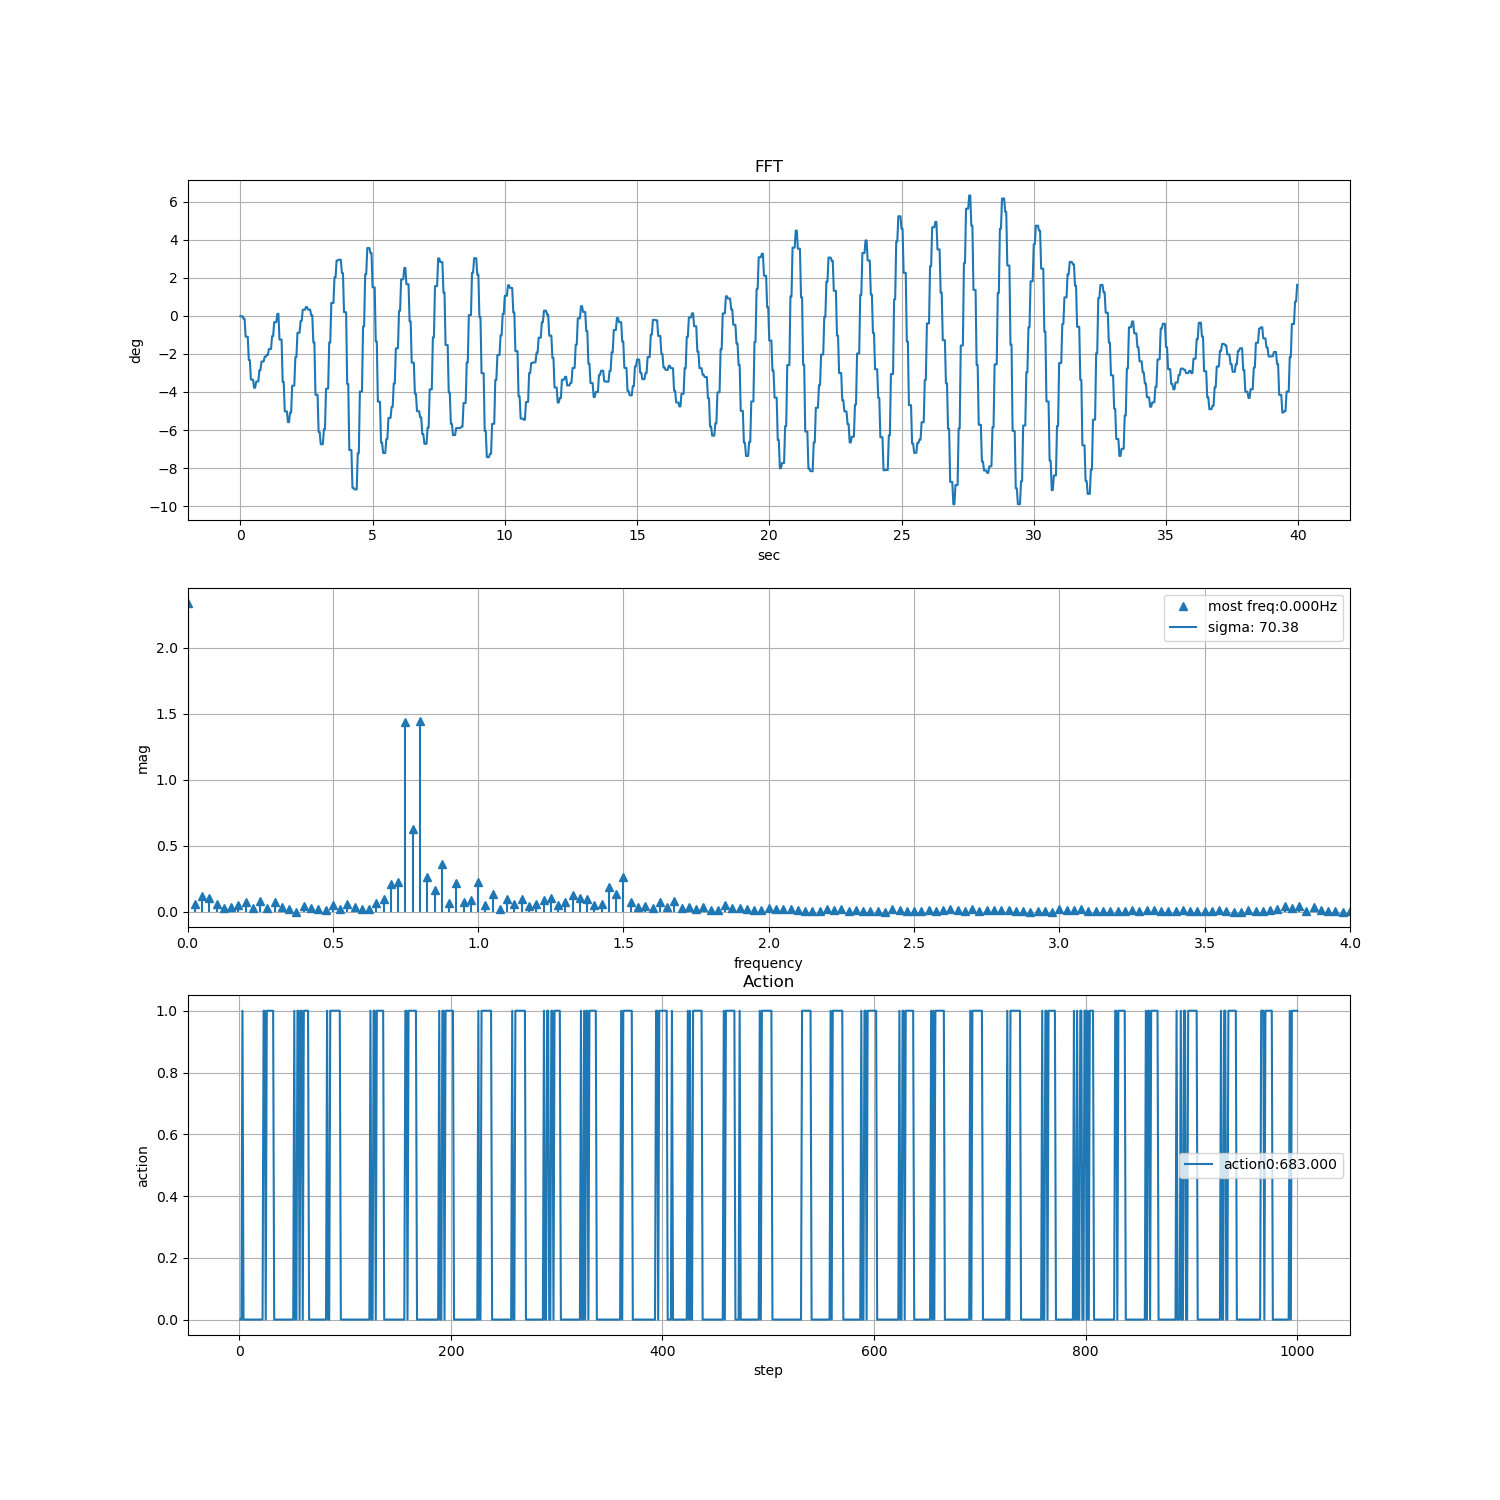 FFT
6
4
2
0
−2
−4
−6
−8
−10
deg
0 5 10 15 20 25 30 35 40
sec
most freq:0.000Hz
sigma: 70.38
2.0
1.5
1.0
0.5
0.0
mag
0.0 0.5 1.0 1.5 2.0 2.5 3.0 3.5 4.0
frequency
Action
1.0
0.8
0.6
0.4
0.2
0.0
action
action0:683.000
0 200 400 600 800 1000
step